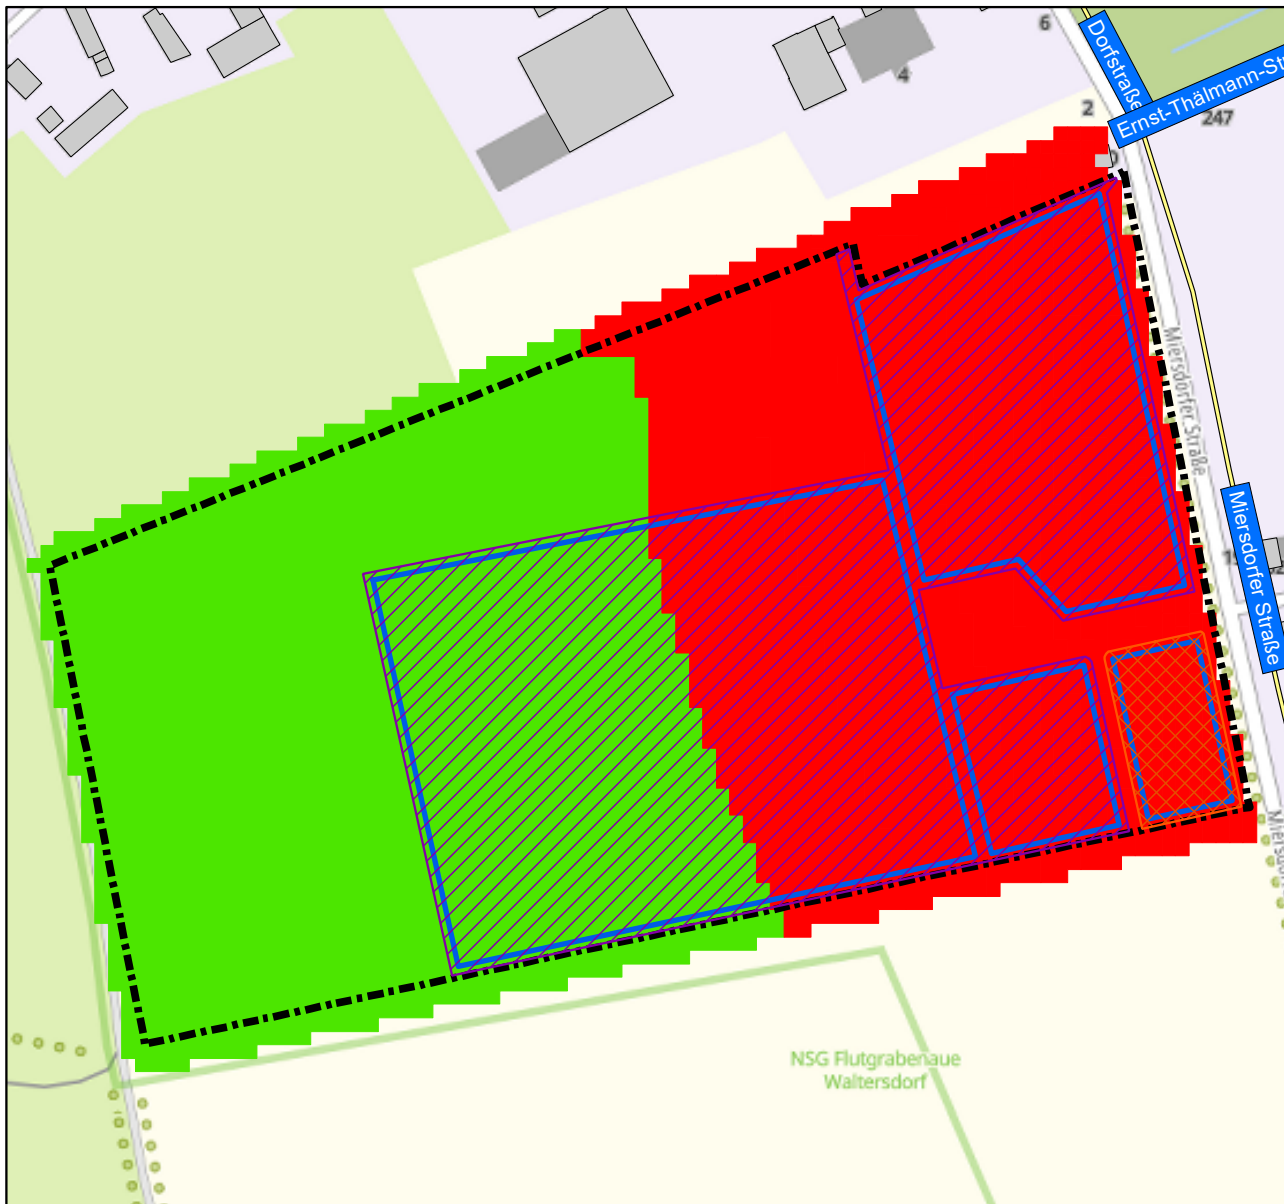 6
Dorfstraße
4
2
Ernst-Thälmann-St
247
Miersdorfer Straße
Miersdorfer Straße
NSG Flutgrabenaue
Waltersdorf